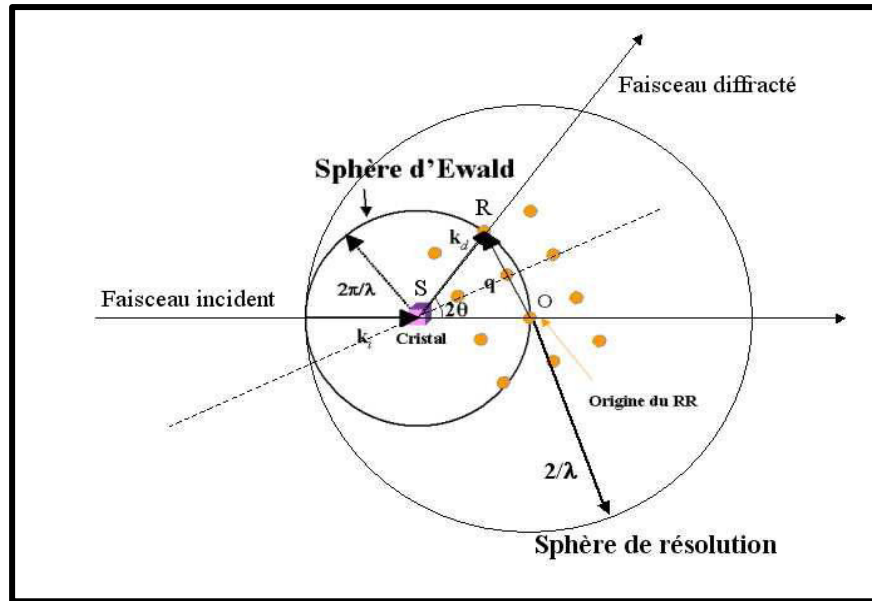 Faisceau diffracté
Sphère d'Ewald
R
k_d
S
2π/λ
q
O
Faisceau incident
2θ
k_i
Cristal
Origine du RR
2/λ
Sphère de résolution